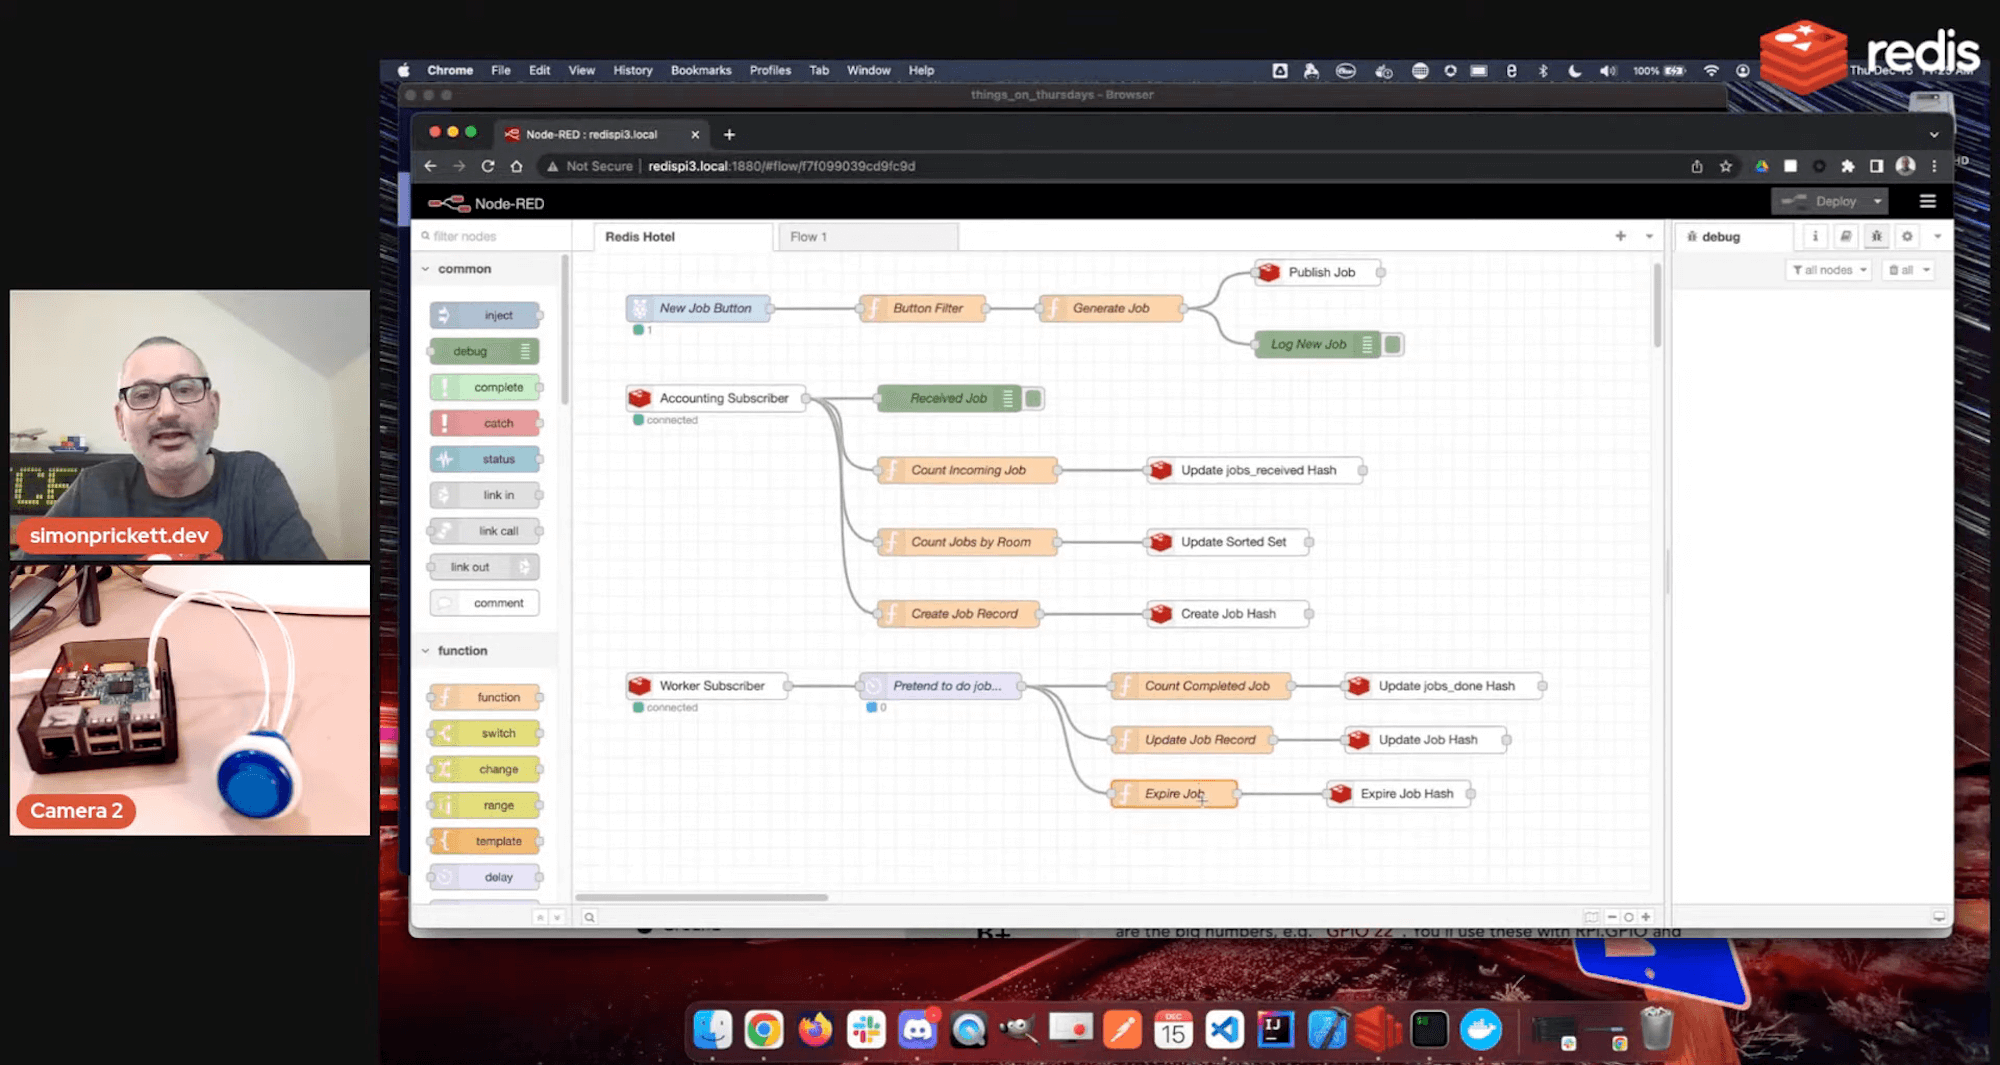 redis
Chrome File Edit View History Bookmarks Profiles Tab Window Help
100%
Thu Dec 15
things_on_thursdays - Browser
Node-RED : redispi3.local
Not Secure | redispi3.local:1880/#flow/f7f099039cd9fc9d
Node-RED
Deploy
filter nodes
Redis Hotel
Flow 1
debug
all nodes
all
common
inject
debug
complete
catch
status
link in
link call
link out
comment
function
function
switch
change
range
template
delay
New Job Button
1
Button Filter
Generate Job
Publish Job
Log New Job
Accounting Subscriber
connected
Received Job
Count Incoming Job
Update jobs_received Hash
Count Jobs by Room
Update Sorted Set
Create Job Record
Create Job Hash
Worker Subscriber
connected
Pretend to do job...
0
Count Completed Job
Update jobs_done Hash
Update Job Record
Update Job Hash
Expire Job
Expire Job Hash
simonprickett.dev
Camera 2
B+
are the big numbers, e.g. "GPIO 22". You'll use these with RPi.GPIO and
DEC
15
IJ